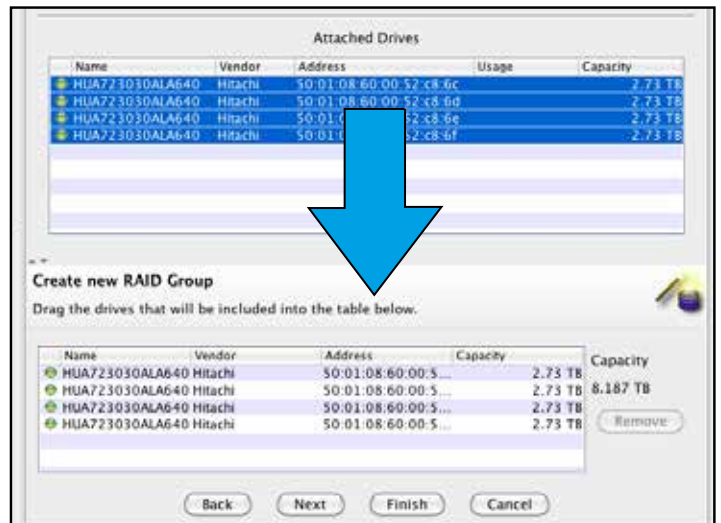 Attached Drives
Name Vendor Address Usage Capacity
HUA723030ALA640 Hitachi 50:01:08:60:00:52:c8:6c 2.73 TB
HUA723030ALA640 Hitachi 50:01:08:60:00:52:c8:6d 2.73 TB
HUA723030ALA640 Hitachi 50:01:0 52:c8:6e 2.73 TB
HUA723030ALA640 Hitachi 50:01:0 52:c8:6f 2.73 TB
Create new RAID Group
Drag the drives that will be included into the table below.
Name Vendor Address Capacity
HUA723030ALA640 Hitachi 50:01:08:60:00:5... 2.73 TB
HUA723030ALA640 Hitachi 50:01:08:60:00:5... 2.73 TB
HUA723030ALA640 Hitachi 50:01:08:60:00:5... 2.73 TB
HUA723030ALA640 Hitachi 50:01:08:60:00:5... 2.73 TB
Capacity
8.187 TB
Remove
Back Next Finish Cancel